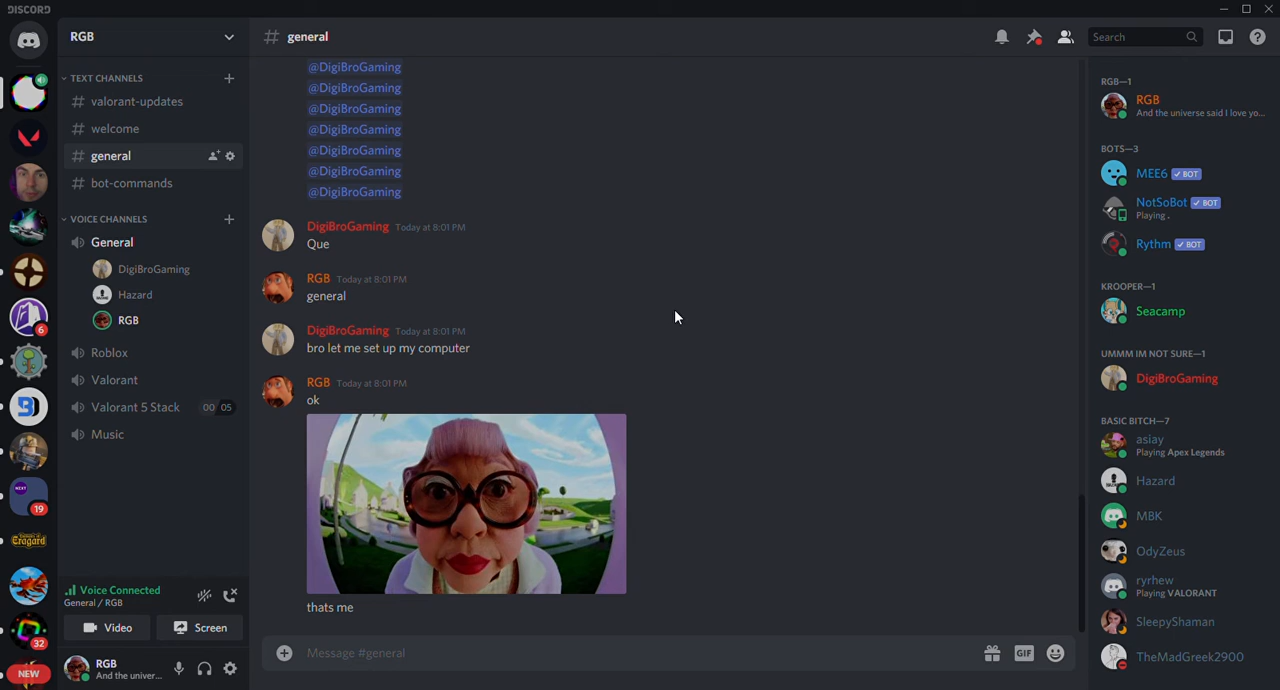 DISCORD
RGB
TEXT CHANNELS
# valorant-updates
# welcome
# general
# bot-commands
VOICE CHANNELS
General
DigiBroGaming
Hazard
RGB
Roblox
Valorant
Valorant 5 Stack 00 05
Music
Voice Connected
General / RGB
Video
Screen
RGB
And the univer...
6
NEXT
19
32
NEW
# general
Search
@DigiBroGaming
@DigiBroGaming
@DigiBroGaming
@DigiBroGaming
@DigiBroGaming
@DigiBroGaming
@DigiBroGaming
DigiBroGaming Today at 8:01 PM
Que
RGB Today at 8:01 PM
general
DigiBroGaming Today at 8:01 PM
bro let me set up my computer
RGB Today at 8:01 PM
ok
thats me
Message #general
GIF
RGB—1
RGB
And the universe said I love yo...
BOTS—3
MEE6 ✓ BOT
NotSoBot ✓ BOT
Playing .
Rythm ✓ BOT
KROOPER—1
Seacamp
UMMM IM NOT SURE—1
DigiBroGaming
BASIC BITCH—7
asiay
Playing Apex Legends
Hazard
MBK
OdyZeus
ryrhew
Playing VALORANT
SleepyShaman
TheMadGreek2900